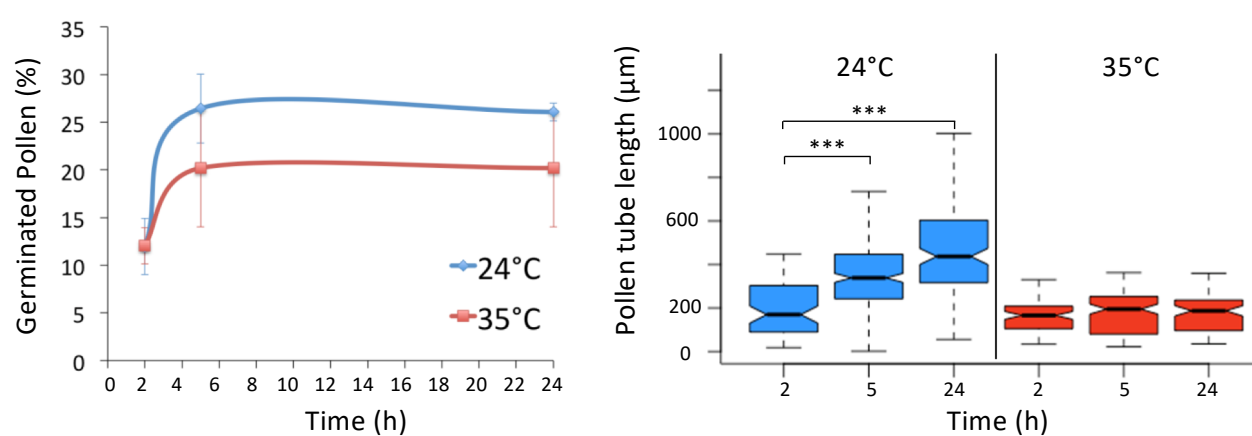 Germinated Pollen (%)
35
30
25
20
15
10
5
0
24°C
35°C
0 2 4 6 8 10 12 14 16 18 20 22 24
Time (h)
Pollen tube length (μm)
24°C 35°C
***
***
1000
600
200
0
2 5 24 2 5 24
Time (h)